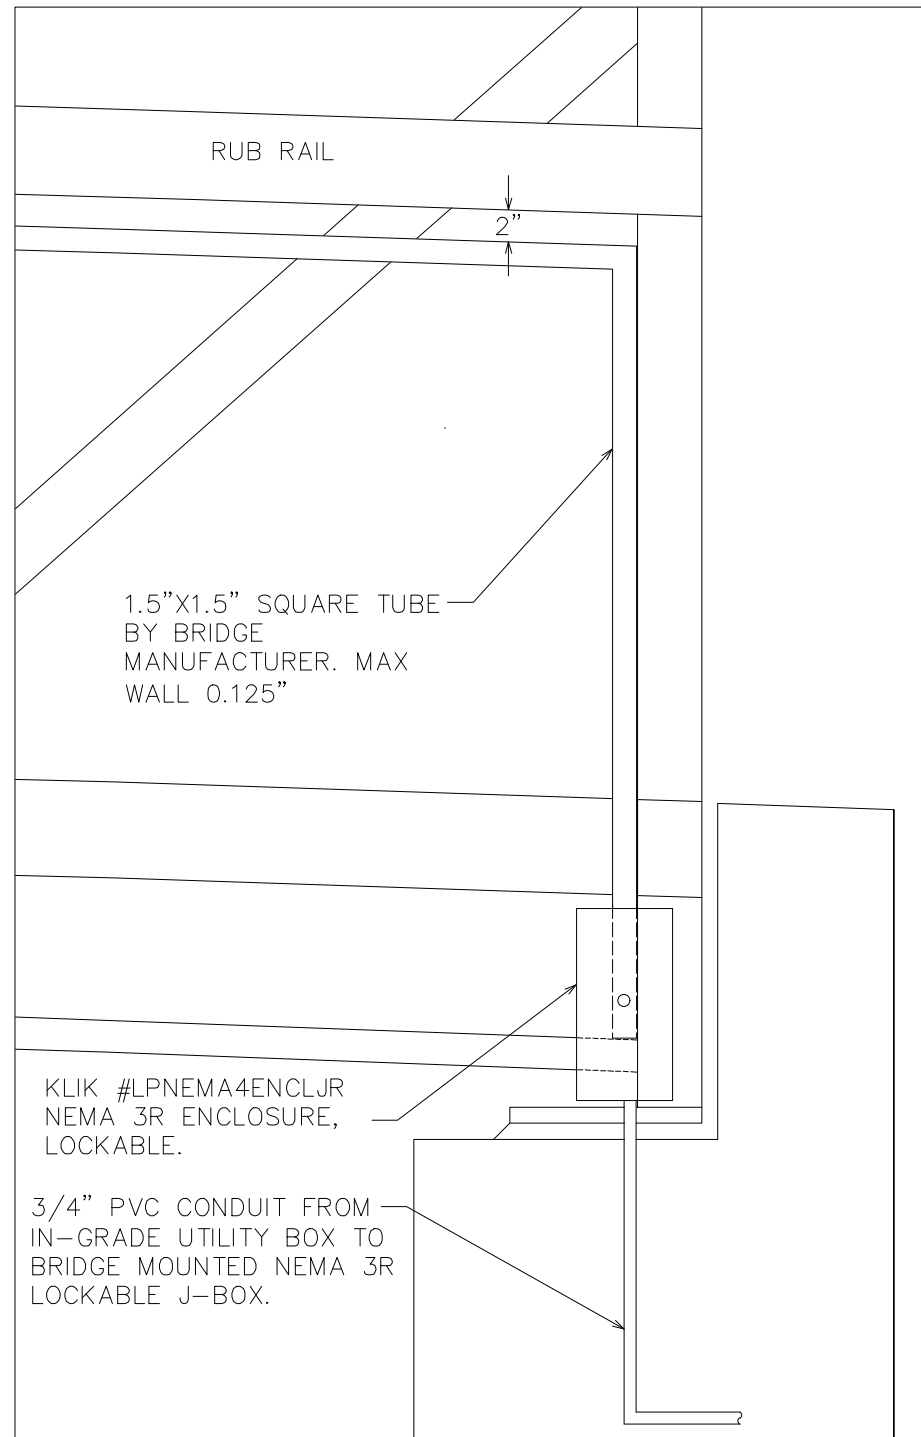 RUB RAIL
2”
1.5”X1.5” SQUARE TUBE
BY BRIDGE
MANUFACTURER. MAX
WALL 0.125”
KLIK #LPNEMA4ENCLJR
NEMA 3R ENCLOSURE,
LOCKABLE.
3/4” PVC CONDUIT FROM
IN-GRADE UTILITY BOX TO
BRIDGE MOUNTED NEMA 3R
LOCKABLE J-BOX.